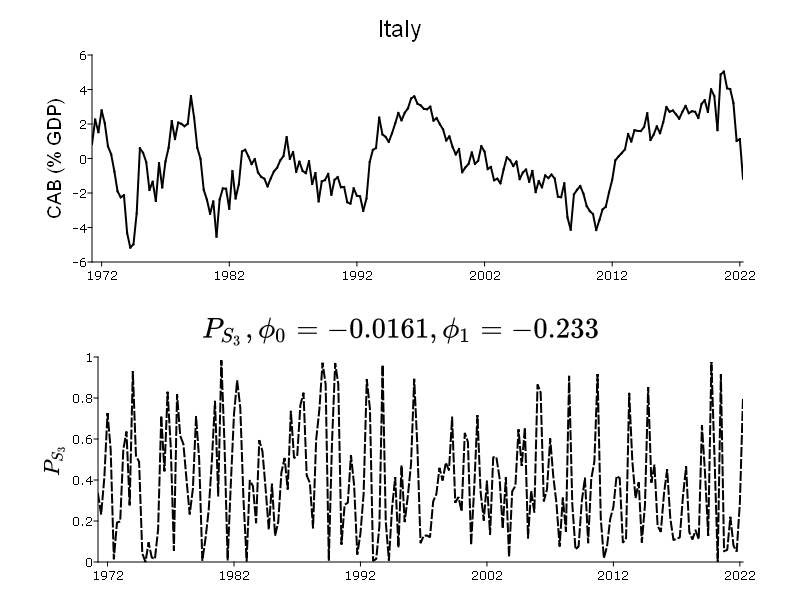 Italy
CAB (% GDP)
6
4
2
0
−2
−4
−6
1972 1982 1992 2002 2012 2022
P_{S_3}, ϕ_0 = −0.0161, ϕ_1 = −0.233
P_{S_3}
1
0.8
0.6
0.4
0.2
0
1972 1982 1992 2002 2012 2022